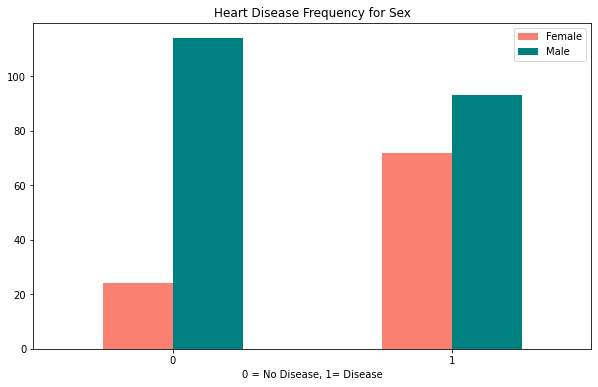 Heart Disease Frequency for Sex
Female
Male
100
80
60
40
20
0
0 1
0 = No Disease, 1= Disease